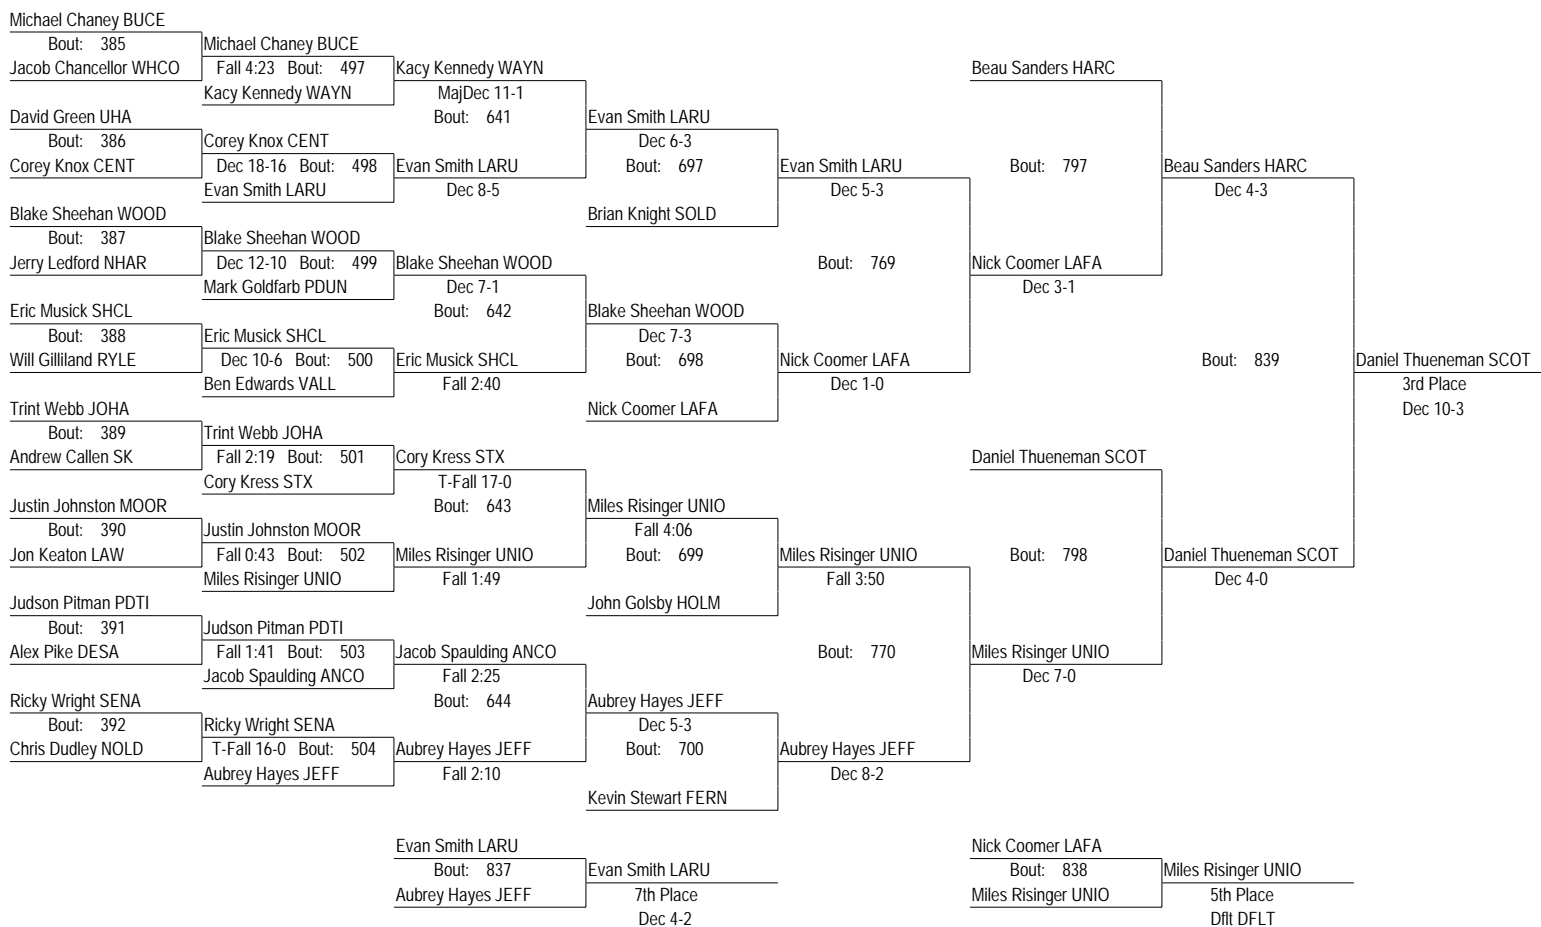 Michael Chaney BUCE
Bout: 385 Michael Chaney BUCE
Jacob Chancellor WHCO Fall 4:23 Bout: 497 Kacy Kennedy WAYN Beau Sanders HARC
Kacy Kennedy WAYN MajDec 11-1
David Green UHA Bout: 641 Evan Smith LARU
Bout: 386 Corey Knox CENT Dec 6-3
Corey Knox CENT Dec 18-16 Bout: 498 Evan Smith LARU Bout: 697 Evan Smith LARU Bout: 797 Beau Sanders HARC
Evan Smith LARU Dec 8-5 Dec 5-3 Dec 4-3
Blake Sheehan WOOD Brian Knight SOLD
Bout: 387 Blake Sheehan WOOD
Jerry Ledford NHAR Dec 12-10 Bout: 499 Blake Sheehan WOOD Bout: 769 Nick Coomer LAFA
Mark Goldfarb PDUN Dec 7-1 Dec 3-1
Eric Musick SHCL Bout: 642 Blake Sheehan WOOD
Bout: 388 Eric Musick SHCL Dec 7-3
Will Gilliland RYLE Dec 10-6 Bout: 500 Eric Musick SHCL Bout: 698 Nick Coomer LAFA Bout: 839 Daniel Thueneman SCOT
Ben Edwards VALL Fall 2:40 Dec 1-0 3rd Place
Trint Webb JOHA Nick Coomer LAFA Dec 10-3
Bout: 389 Trint Webb JOHA
Andrew Callen SK Fall 2:19 Bout: 501 Cory Kress STX Daniel Thueneman SCOT
Cory Kress STX T-Fall 17-0
Justin Johnston MOOR Bout: 643 Miles Risinger UNIO
Bout: 390 Justin Johnston MOOR Fall 4:06
Jon Keaton LAW Fall 0:43 Bout: 502 Miles Risinger UNIO Bout: 699 Miles Risinger UNIO Bout: 798 Daniel Thueneman SCOT
Miles Risinger UNIO Fall 1:49 Fall 3:50 Dec 4-0
Judson Pitman PDTI John Golsby HOLM
Bout: 391 Judson Pitman PDTI
Alex Pike DESA Fall 1:41 Bout: 503 Jacob Spaulding ANCO Bout: 770 Miles Risinger UNIO
Jacob Spaulding ANCO Fall 2:25 Dec 7-0
Ricky Wright SENA Bout: 644 Aubrey Hayes JEFF
Bout: 392 Ricky Wright SENA Dec 5-3
Chris Dudley NOLD T-Fall 16-0 Bout: 504 Aubrey Hayes JEFF Bout: 700 Aubrey Hayes JEFF
Aubrey Hayes JEFF Fall 2:10 Dec 8-2
Kevin Stewart FERN
Evan Smith LARU Nick Coomer LAFA
Bout: 837 Evan Smith LARU Bout: 838 Miles Risinger UNIO
Aubrey Hayes JEFF 7th Place Miles Risinger UNIO 5th Place
Dec 4-2 Dflt DFLT